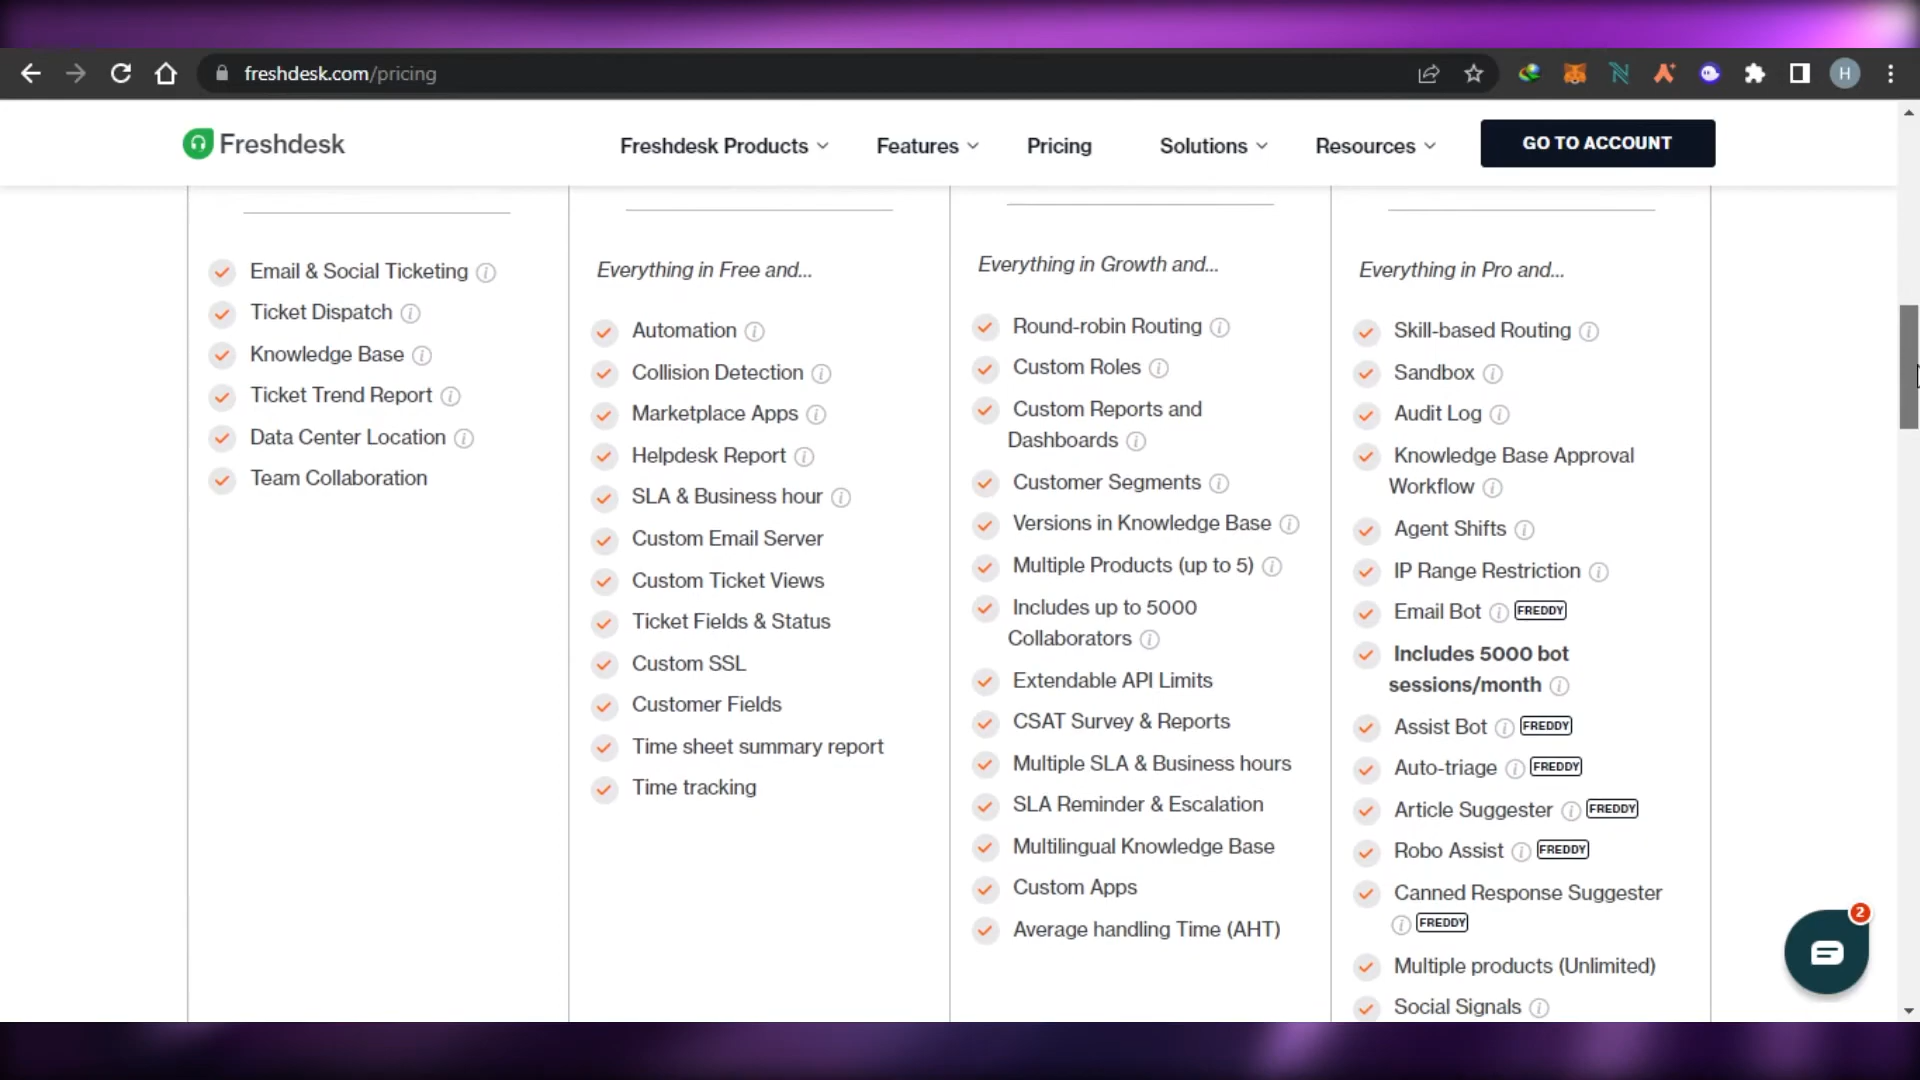 freshdesk.com/pricing
H
Freshdesk
Freshdesk Products
Features
Pricing
Solutions
Resources
GO TO ACCOUNT
Email & Social Ticketing
Ticket Dispatch
Knowledge Base
Ticket Trend Report
Data Center Location
Team Collaboration
Everything in Free and...
Automation
Collision Detection
Marketplace Apps
Helpdesk Report
SLA & Business hour
Custom Email Server
Custom Ticket Views
Ticket Fields & Status
Custom SSL
Customer Fields
Time sheet summary report
Time tracking
Everything in Growth and...
Round-robin Routing
Custom Roles
Custom Reports and
Dashboards
Customer Segments
Versions in Knowledge Base
Multiple Products (up to 5)
Includes up to 5000
Collaborators
Extendable API Limits
CSAT Survey & Reports
Multiple SLA & Business hours
SLA Reminder & Escalation
Multilingual Knowledge Base
Custom Apps
Average handling Time (AHT)
Everything in Pro and...
Skill-based Routing
Sandbox
Audit Log
Knowledge Base Approval
Workflow
Agent Shifts
IP Range Restriction
Email Bot FREDDY
Includes 5000 bot
sessions/month
Assist Bot FREDDY
Auto-triage FREDDY
Article Suggester FREDDY
Robo Assist FREDDY
Canned Response Suggester
FREDDY
Multiple products (Unlimited)
Social Signals
2